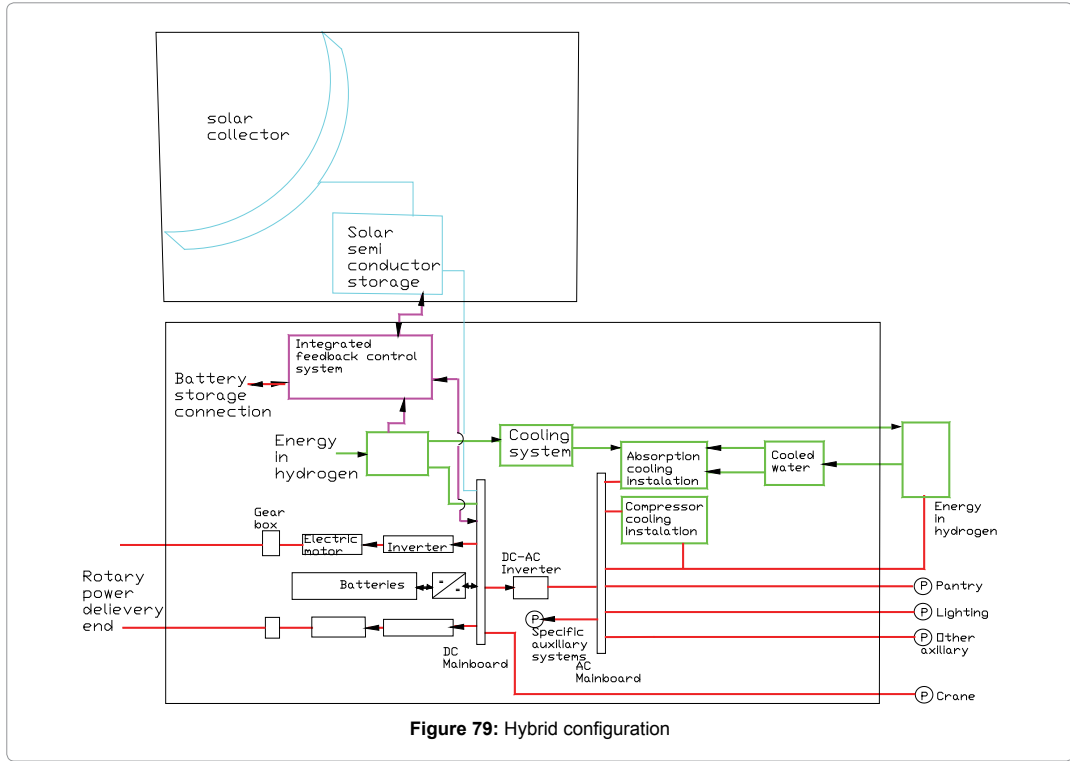 solar
collector
Solar
semi
conductor
storage
Integrated
feedback control
system
Battery
storage
connection
Energy
in
hydrogen
Cooling
system
Absorption
cooling
instalation
Cooled
water
Compressor
cooling
instalation
Energy
in
hydrogen
Gear
box
Electric
motor
Inverter
DC-AC
Inverter
Batteries
P Pantry
Rotary
power
delievery
end
P Lighting
P
Specific
auxiliary
systems
P Other
axiliary
DC
Mainboard
AC
Mainboard
P Crane
Figure 79: Hybrid configuration